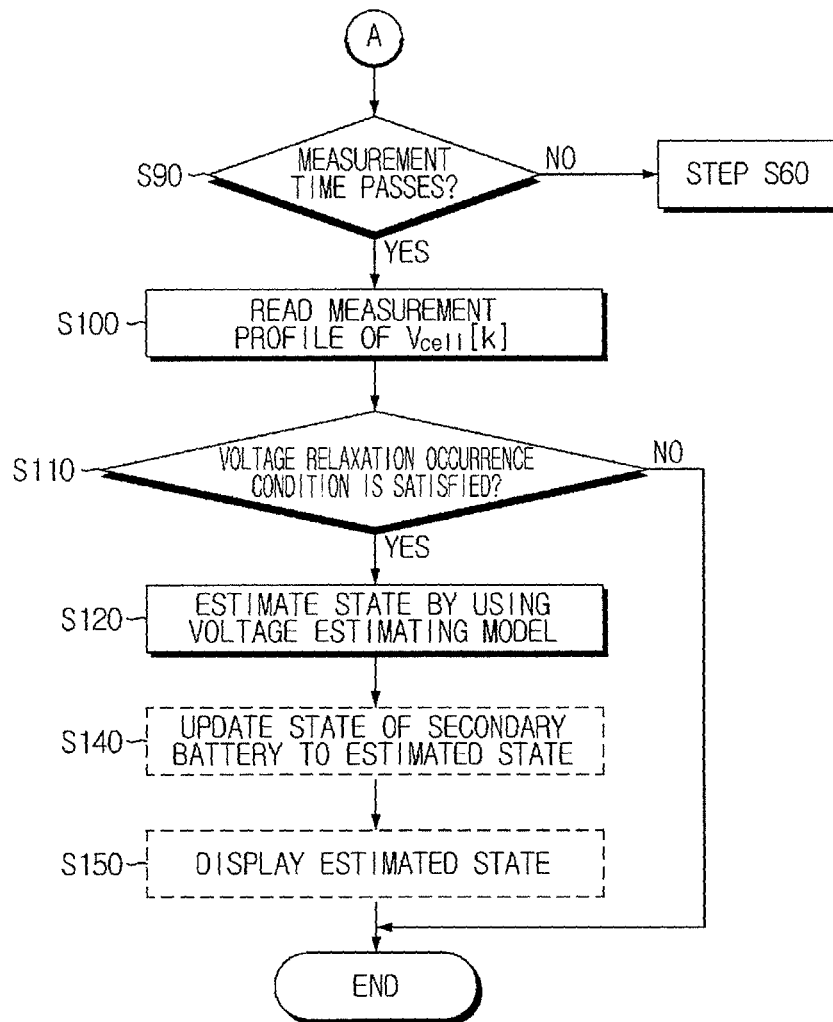 A
S90
MEASUREMENT
TIME PASSES?
NO
STEP S60
YES
S100
READ MEASUREMENT
PROFILE OF Vcell[k]
S110
VOLTAGE RELAXATION OCCURRENCE
CONDITION IS SATISFIED?
NO
YES
S120
ESTIMATE STATE BY USING
VOLTAGE ESTIMATING MODEL
S140
UPDATE STATE OF SECONDARY
BATTERY TO ESTIMATED STATE
S150
DISPLAY ESTIMATED STATE
END